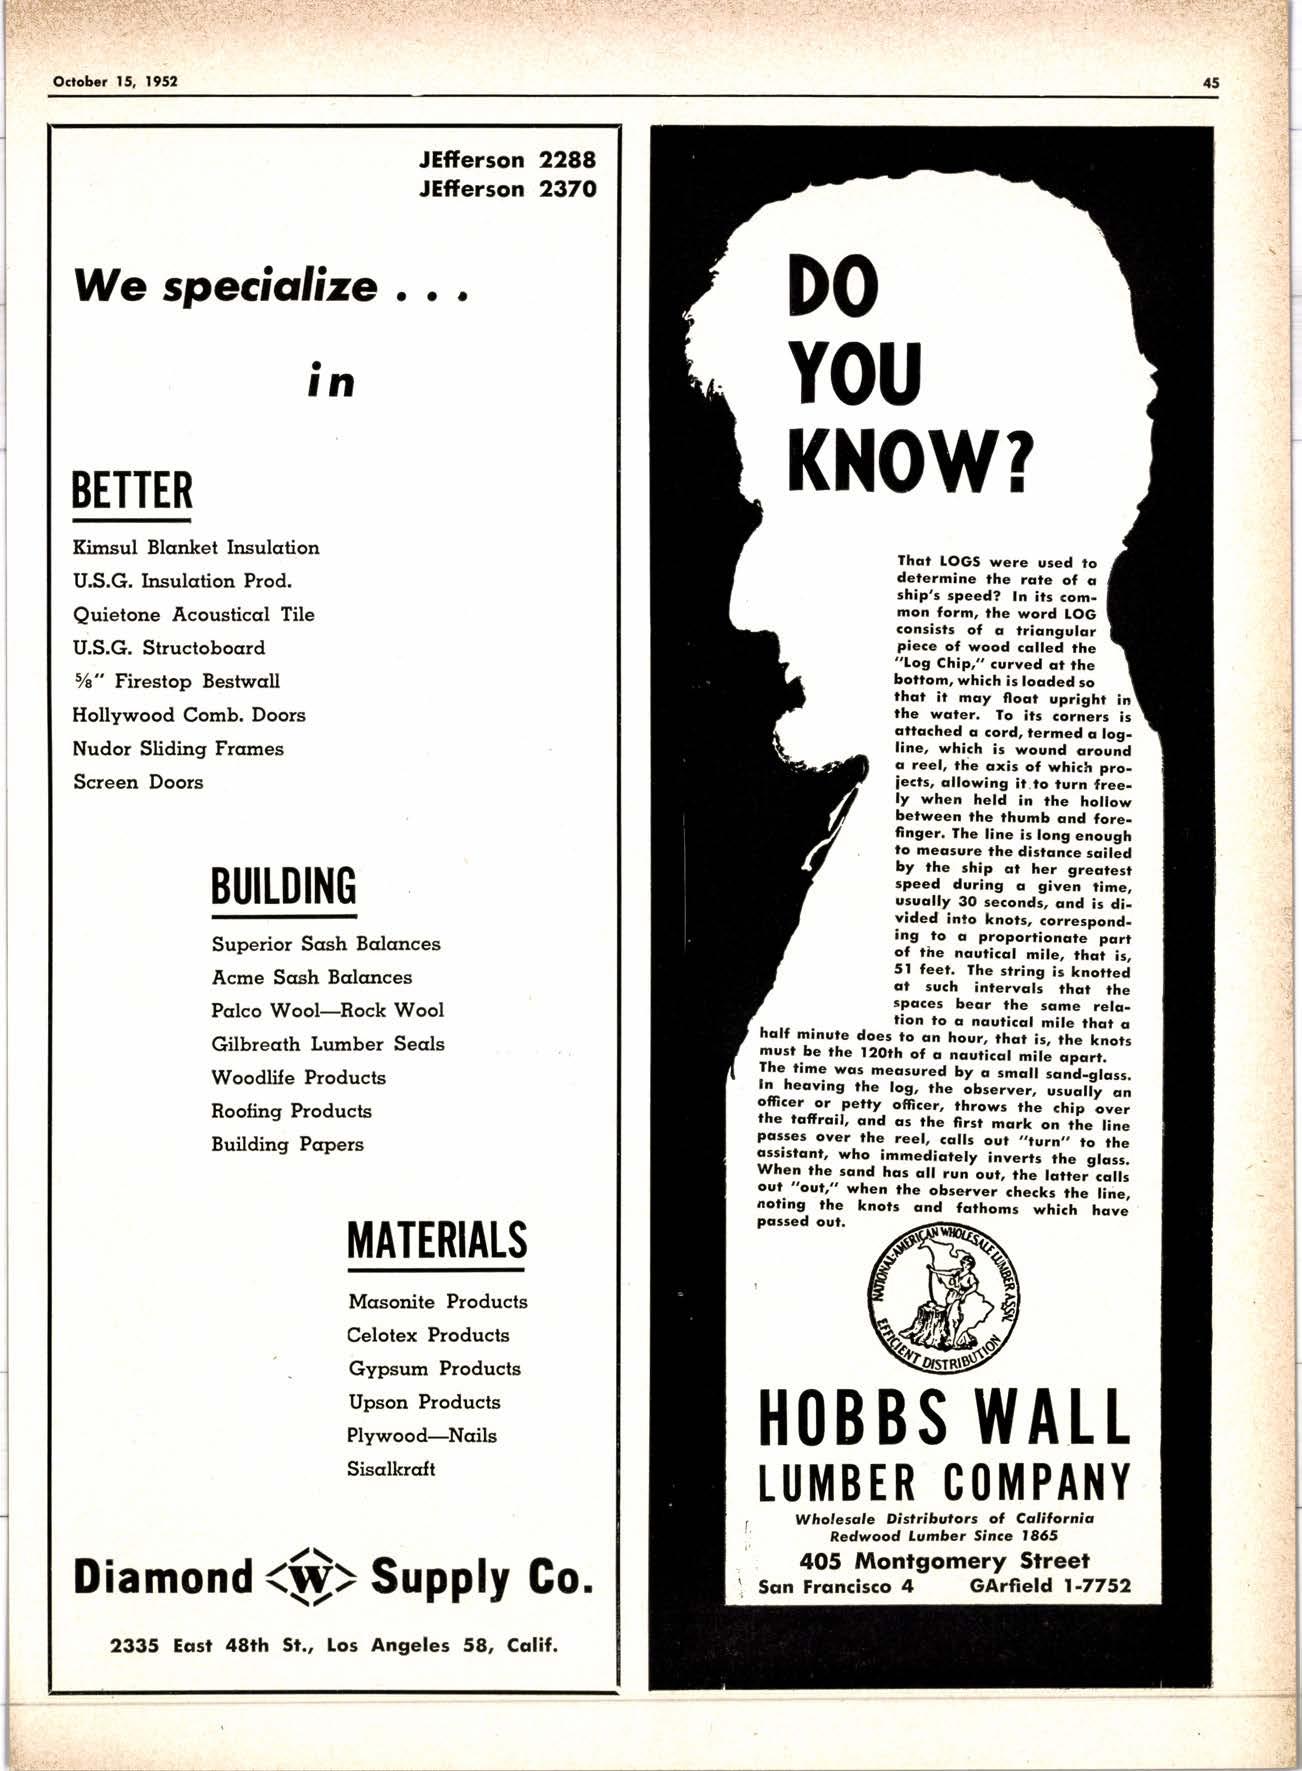 October 15, 1952
45
JEfferson 2288
JEfferson 2370
We specialize . . .
in
BETTER
Kimsul Blanket Insulation
U.S.G. Insulation Prod.
Quietone Acoustical Tile
U.S.G. Structoboard
⅝" Firestop Bestwall
Hollywood Comb. Doors
Nudor Sliding Frames
Screen Doors
BUILDING
Superior Sash Balances
Acme Sash Balances
Palco Wool—Rock Wool
Gilbreath Lumber Seals
Woodlife Products
Roofing Products
Building Papers
MATERIALS
Masonite Products
Celotex Products
Gypsum Products
Upson Products
Plywood—Nails
Sisalkraft
Diamond <W> Supply Co.
2335 East 48th St., Los Angeles 58, Calif.
DO
YOU
KNOW?
That LOGS were used to
determine the rate of a
ship's speed? In its com-
mon form, the word LOG
consists of a triangular
piece of wood called the
"Log Chip," curved at the
bottom, which is loaded so
that it may float upright in
the water. To its corners is
attached a cord, termed a log-
line, which is wound around
a reel, the axis of which pro-
jects, allowing it to turn free-
ly when held in the hollow
between the thumb and fore-
finger. The line is long enough
to measure the distance sailed
by the ship at her greatest
speed during a given time,
usually 30 seconds, and is di-
vided into knots, correspond-
ing to a proportionate part
of the nautical mile, that is,
51 feet. The string is knotted
at such intervals that the
spaces bear the same rela-
tion to a nautical mile that a
half minute does to an hour, that is, the knots
must be the 120th of a nautical mile apart.
The time was measured by a small sand-glass.
In heaving the log, the observer, usually an
officer or petty officer, throws the chip over
the taffrail, and as the first mark on the line
passes over the reel, calls out "turn" to the
assistant, who immediately inverts the glass.
When the sand has all run out, the latter calls
out "out," when the observer checks the line,
noting the knots and fathoms which have
passed out.
NATIONAL-AMERICAN WHOLESALE LUMBER ASSN.
EFFICIENT DISTRIBUTION
HOBBS WALL
LUMBER COMPANY
Wholesale Distributors of California
Redwood Lumber Since 1865
405 Montgomery Street
San Francisco 4 GArfield 1-7752